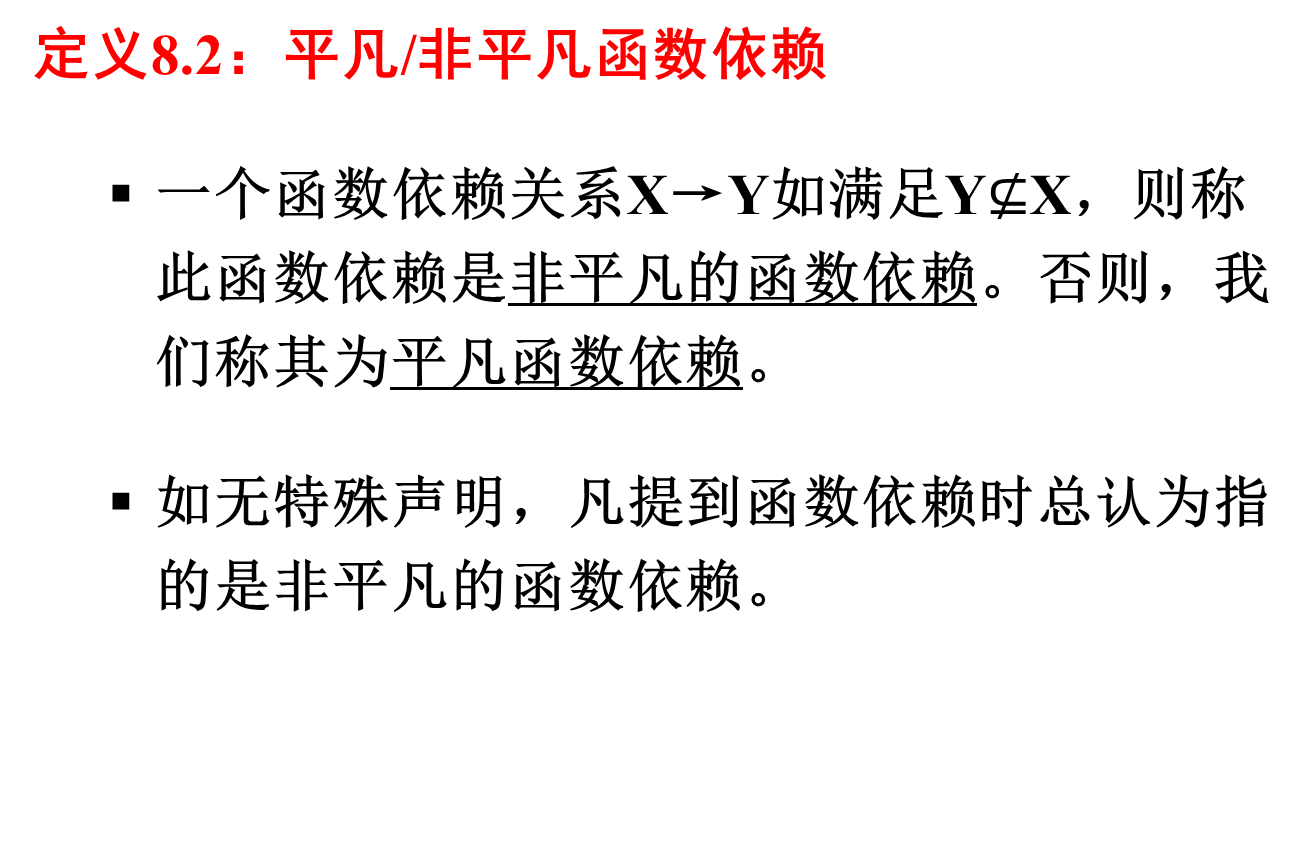 定义8.2：平凡/非平凡函数依赖
▪ 一个函数依赖关系X→Y如满足Y⊈X，则称
此函数依赖是非平凡的函数依赖。否则，我
们称其为平凡函数依赖。
▪ 如无特殊声明，凡提到函数依赖时总认为指
的是非平凡的函数依赖。